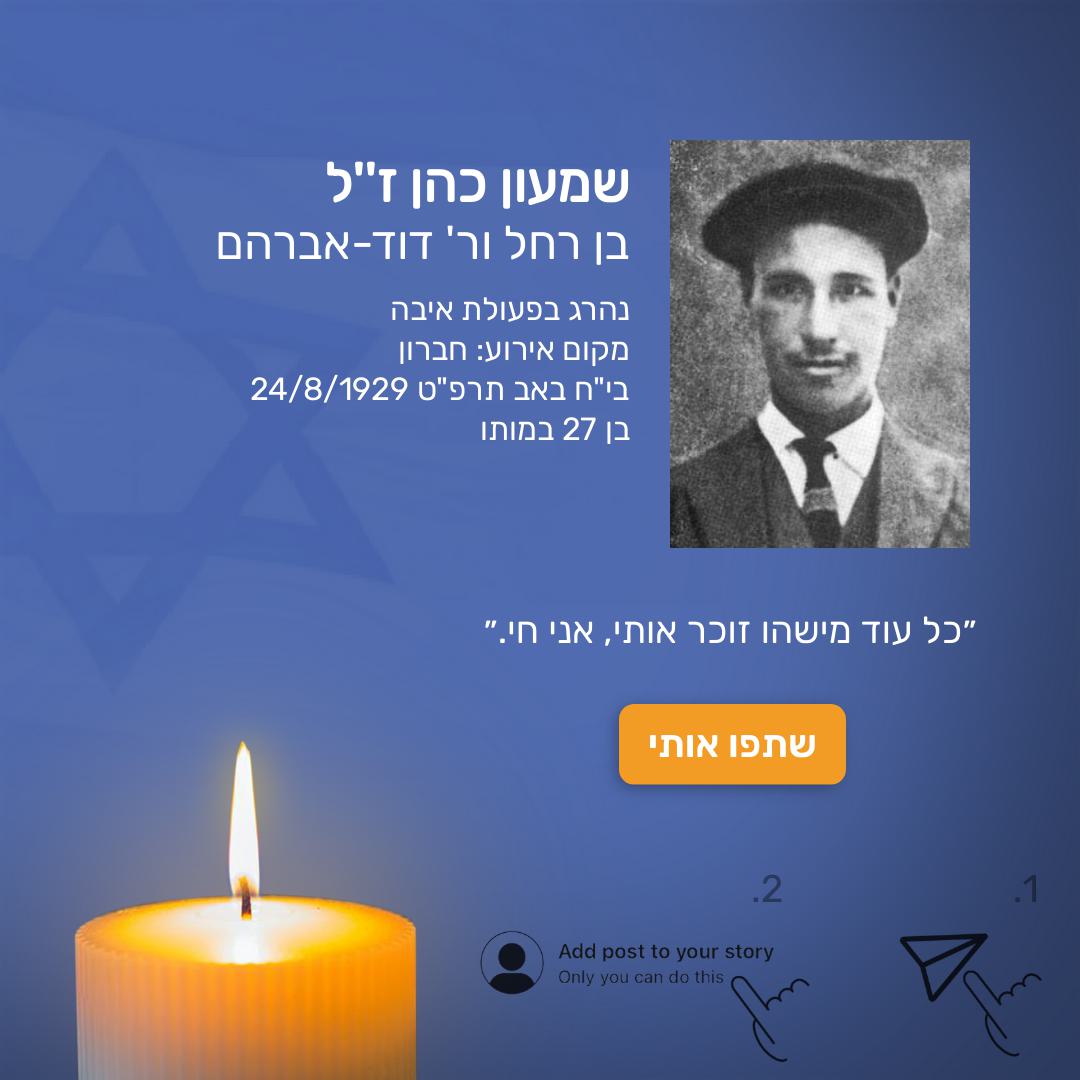 שמעון כהן ז"ל
בן רחל ור' דוד-אברהם
נהרג בפעולת איבה
מקום אירוע: חברון
בי"ח באב תרפ"ט 24/8/1929
בן 27 במותו
״כל עוד מישהו זוכר אותי, אני חי.״
שתפו אותי
.1
.2
Add post to your story
Only you can do this